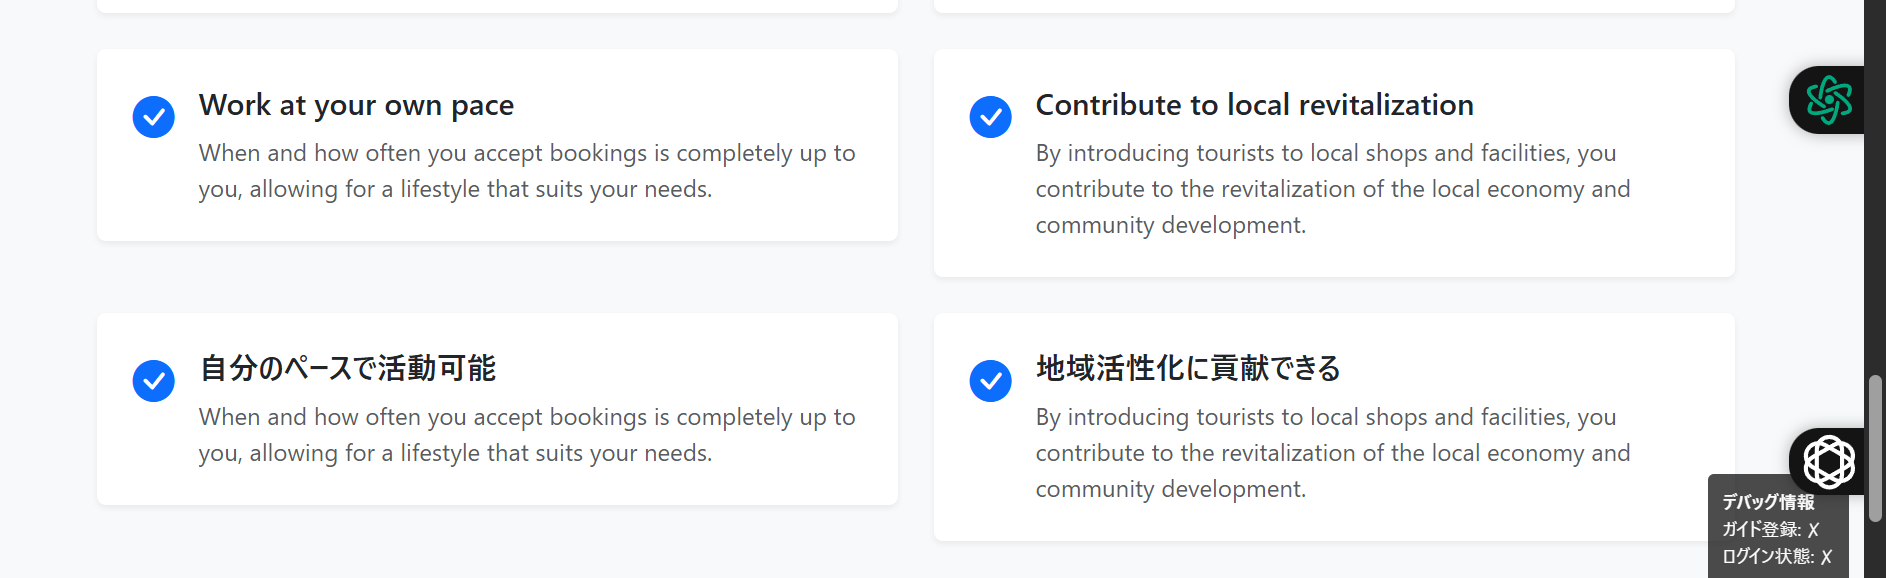 Work at your own pace
When and how often you accept bookings is completely up to
you, allowing for a lifestyle that suits your needs.
Contribute to local revitalization
By introducing tourists to local shops and facilities, you
contribute to the revitalization of the local economy and
community development.
自分のペースで活動可能
When and how often you accept bookings is completely up to
you, allowing for a lifestyle that suits your needs.
地域活性化に貢献できる
By introducing tourists to local shops and facilities, you
contribute to the revitalization of the local economy and
community development.
デバッグ情報
ガイド登録: ✗
ログイン状態: ✗